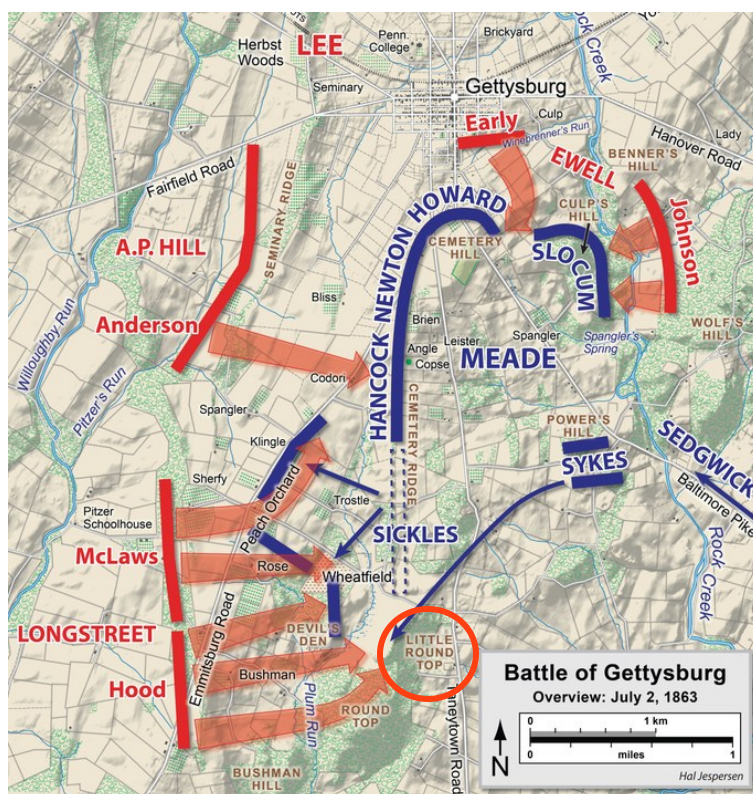 LEE
Herbst
Woods
Penn.
College
Brickyard
Rock Creek
Seminary
Gettysburg
Culp
Early
Winebrenner's Run
Lady
Hanover Road
EWELL
BENNER'S
HILL
Fairfield Road
CULP'S
HILL
Johnson
HOWARD
NEWTON
HANCOCK
CEMETERY
HILL
SLOCUM
SEMINARY RIDGE
A.P. HILL
Willoughby Run
Bliss
Anderson
Brien
Angle
Copse
Leister
Spangler
Spangler's
Spring
WOLF'S
HILL
MEADE
Pitzer's Run
Codori
Spangler
CEMETERY RIDGE
Klingle
POWER'S
HILL
SYKES
SEDGWICK
Baltimore Pike
Sherfy
Peach Orchard
Trostle
Pitzer
Schoolhouse
SICKLES
McLaws
Rose
Wheatfield
Rock Creek
LONGSTREET
DEVIL'S
DEN
LITTLE
ROUND
TOP
Emmitsburg Road
Hood
Bushman
Plum Run
ROUND
TOP
Taneytown Road
BUSHMAN
HILL
Battle of Gettysburg
Overview: July 2, 1863
0 1 km
0 miles 1
N
Hal Jespersen